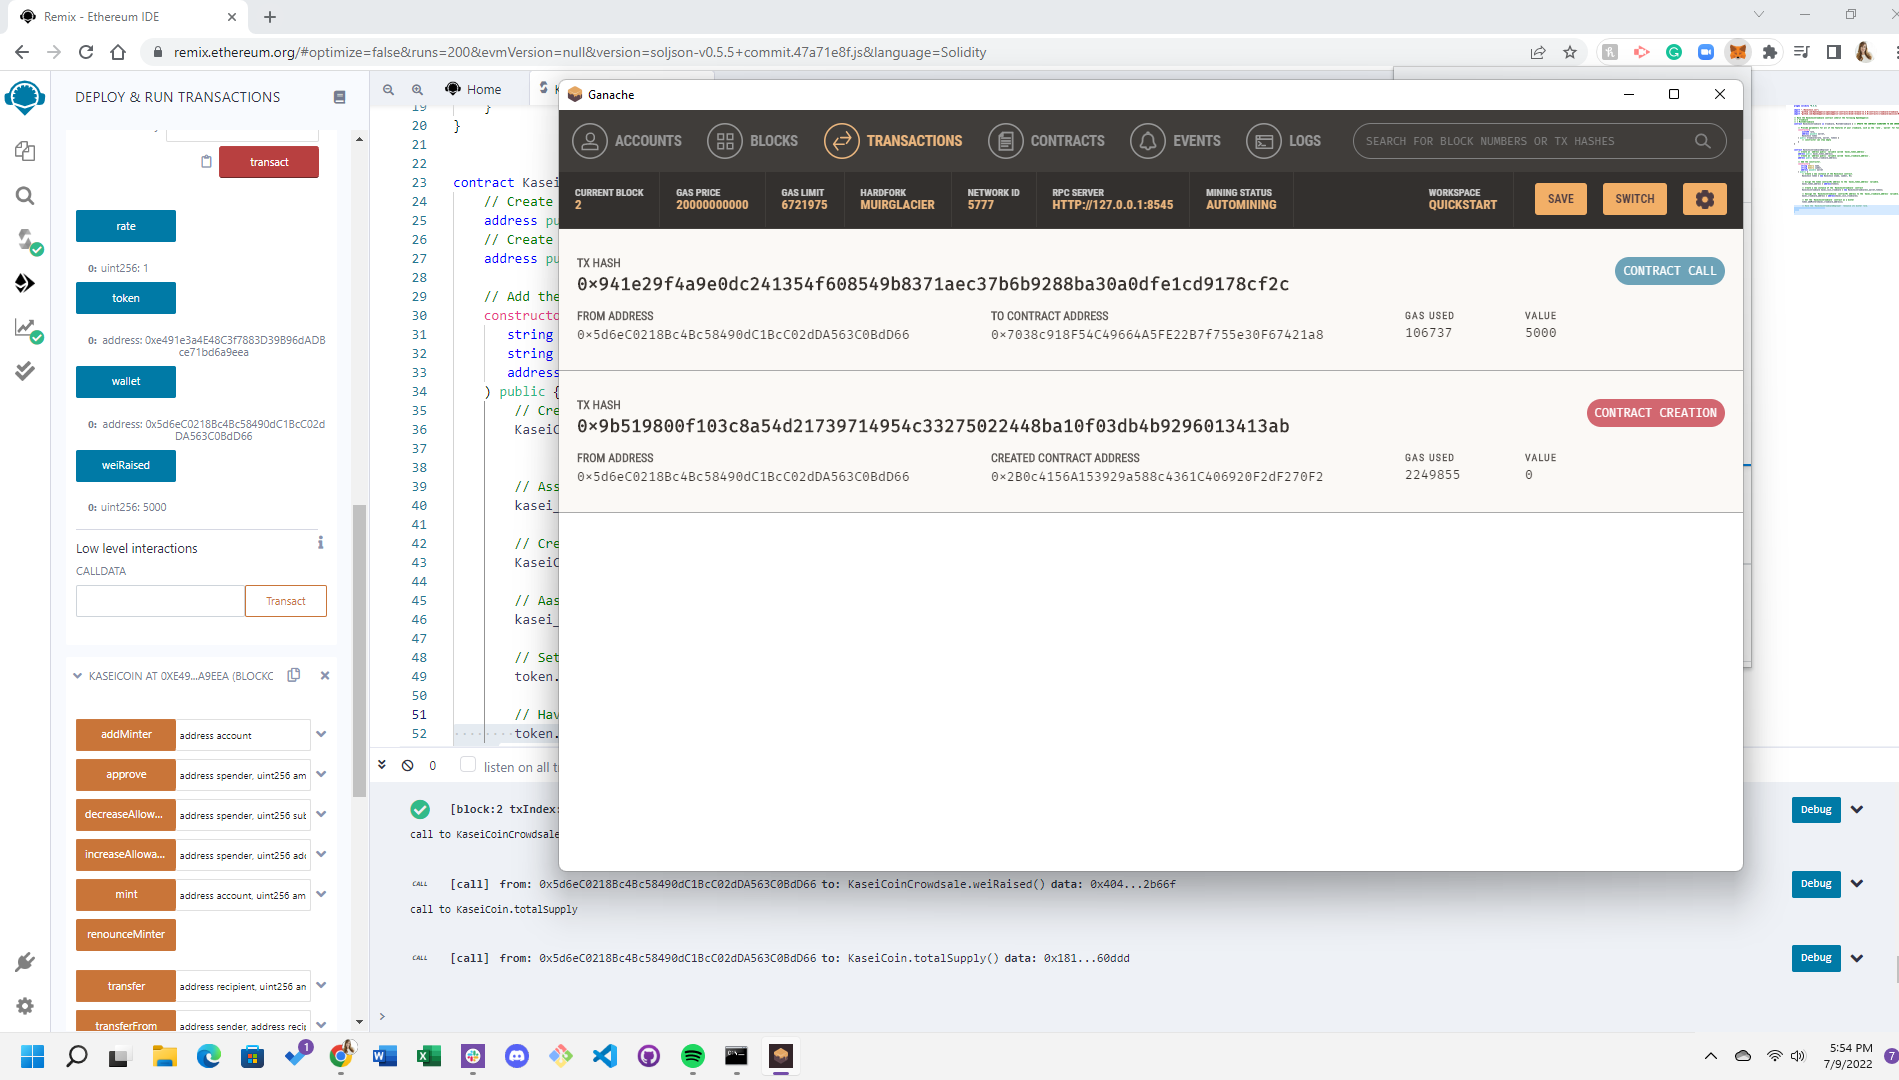 Remix - Ethereum IDE
remix.ethereum.org/#optimize=false&runs=200&evmVersion=null&version=soljson-v0.5.5+commit.47a71e8f.js&language=Solidity
DEPLOY & RUN TRANSACTIONS
transact
rate
0: uint256: 1
token
0: address: 0xe491e3a4E48C3f7883D39B96dADB
ce71bd6a9eea
wallet
0: address: 0x5d6eC0218Bc4Bc58490dC1BcC02d
DA563C0BdD66
weiRaised
0: uint256: 5000
Low level interactions
CALLDATA
Transact
KASEICOIN AT 0XE49...A9EEA (BLOCKC
addMinter address account
approve address spender, uint256 am
decreaseAllow... address spender, uint256 sub
increaseAllowa... address spender, uint256 add
mint address account, uint256 am
renounceMinter
transfer address recipient, uint256 am
transferFrom address sender, address recip
Home
19 }
20 }
21
22
23 contract Kasei
24 // Create
25 address pu
26 // Create
27 address pu
28
29 // Add the
30 constructo
31 string
32 string
33 address
34 ) public {
35 // Cre
36 KaseiC
37
38
39 // Ass
40 kasei_
41
42 // Cre
43 KaseiC
44
45 // Aas
46 kasei_
47
48 // Set
49 token.
50
51 // Hav
52 token.
Ganache
ACCOUNTS BLOCKS TRANSACTIONS CONTRACTS EVENTS LOGS SEARCH FOR BLOCK NUMBERS OR TX HASHES
CURRENT BLOCK GAS PRICE GAS LIMIT HARDFORK NETWORK ID RPC SERVER MINING STATUS WORKSPACE
2 20000000000 6721975 MUIRGLACIER 5777 HTTP://127.0.0.1:8545 AUTOMINING QUICKSTART
SAVE SWITCH
TX HASH
0×941e29f4a9e0dc241354f608549b8371aec37b6b9288ba30a0dfe1cd9178cf2c
CONTRACT CALL
FROM ADDRESS TO CONTRACT ADDRESS GAS USED VALUE
0×5d6eC0218Bc4Bc58490dC1BcC02dDA563C0BdD66 0×7038c918F54C49664A5FE22B7f755e30F67421a8 106737 5000
TX HASH
0×9b519800f103c8a54d21739714954c33275022448ba10f03db4b9296013413ab
CONTRACT CREATION
FROM ADDRESS CREATED CONTRACT ADDRESS GAS USED VALUE
0×5d6eC0218Bc4Bc58490dC1BcC02dDA563C0BdD66 0×2B0c4156A153929a588c4361C406920F2dF270F2 2249855 0
0 listen on all t
[block:2 txIndex: Debug
call to KaseiCoinCrowdsale
CALL [call] from: 0x5d6eC0218Bc4Bc58490dC1BcC02dDA563C0BdD66 to: KaseiCoinCrowdsale.weiRaised() data: 0x404...2b66f Debug
call to KaseiCoin.totalSupply
CALL [call] from: 0x5d6eC0218Bc4Bc58490dC1BcC02dDA563C0BdD66 to: KaseiCoin.totalSupply() data: 0x181...60ddd Debug
>
1
5:54 PM
7/9/2022
7